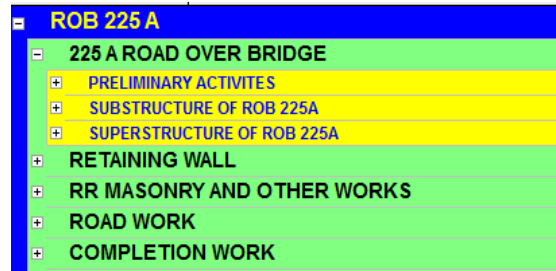 ROB 225 A
225 A ROAD OVER BRIDGE
PRELIMINARY ACTIVITES
SUBSTRUCTURE OF ROB 225A
SUPERSTRUCTURE OF ROB 225A
RETAINING WALL
RR MASONRY AND OTHER WORKS
ROAD WORK
COMPLETION WORK